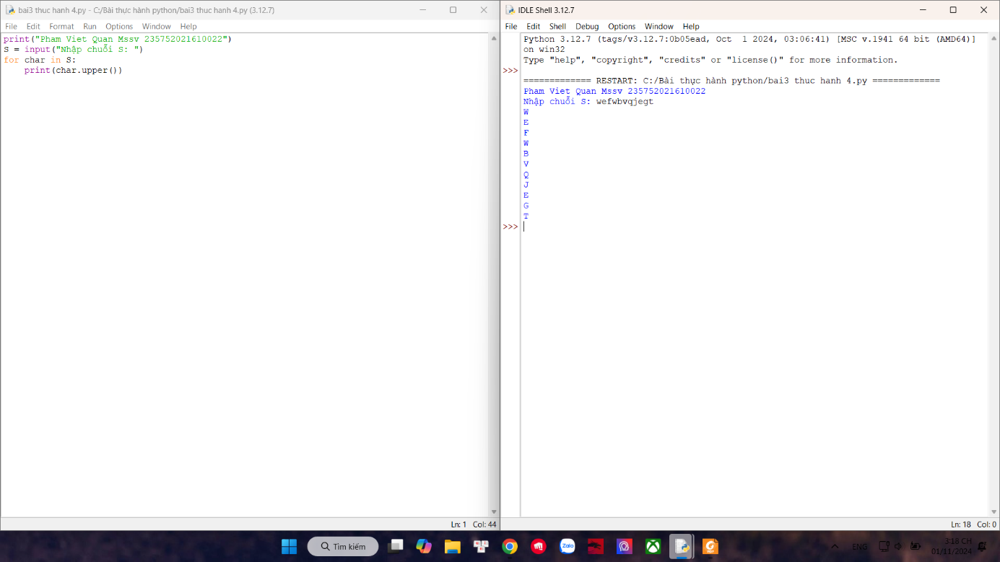 bai3 thuc hanh 4.py - C:/Bài thực hành python/bai3 thuc hanh 4.py (3.12.7)
File Edit Format Run Options Window Help
print("Pham Viet Quan Mssv 235752021610022")
S = input("Nhập chuỗi S: ")
for char in S:
    print(char.upper())
Ln: 1 Col: 44
IDLE Shell 3.12.7
File Edit Shell Debug Options Window Help
Python 3.12.7 (tags/v3.12.7:0b05ead, Oct  1 2024, 03:06:41) [MSC v.1941 64 bit (AMD64)]
on win32
Type "help", "copyright", "credits" or "license()" for more information.
>>>
============= RESTART: C:/Bài thực hành python/bai3 thuc hanh 4.py =============
Pham Viet Quan Mssv 235752021610022
Nhập chuỗi S: wefwbvqjegt
W
E
F
W
B
V
Q
J
E
G
T
>>>
Ln: 18 Col: 0
Tìm kiếm
Zalo
ENG
3:18 CH
01/11/2024